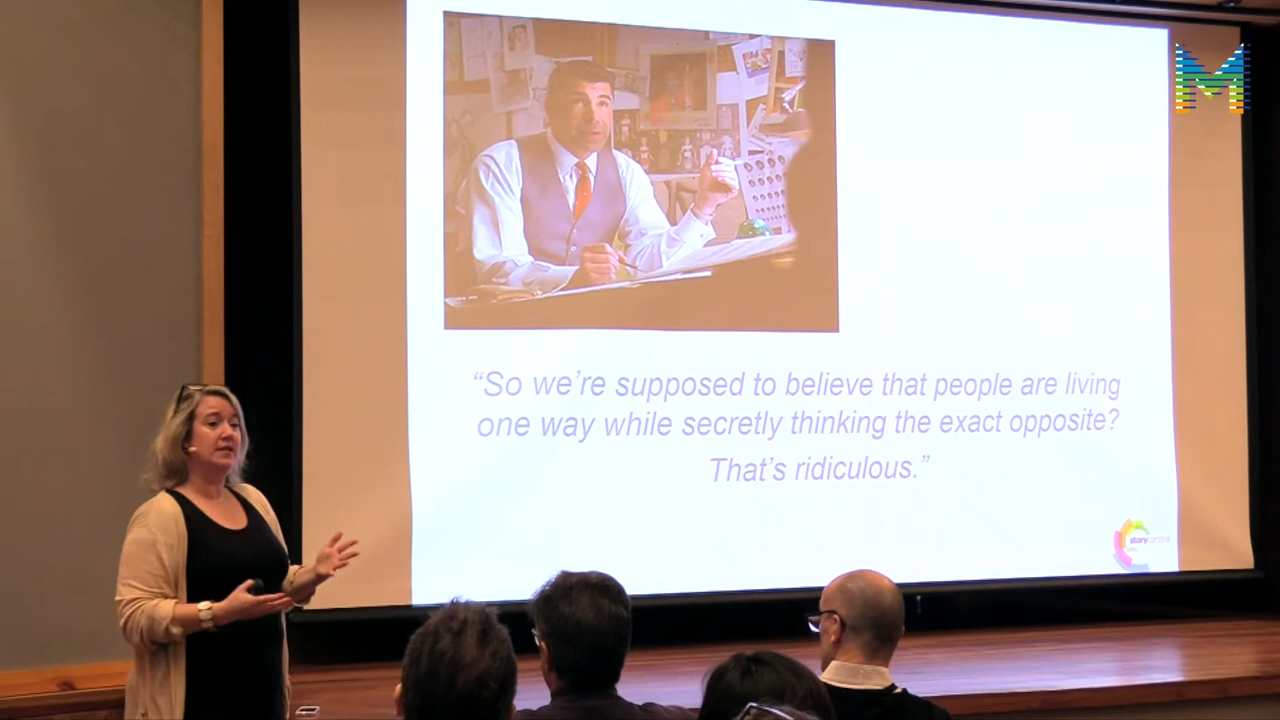 M
“So we’re supposed to believe that people are living
one way while secretly thinking the exact opposite?
That’s ridiculous.”
storycentral